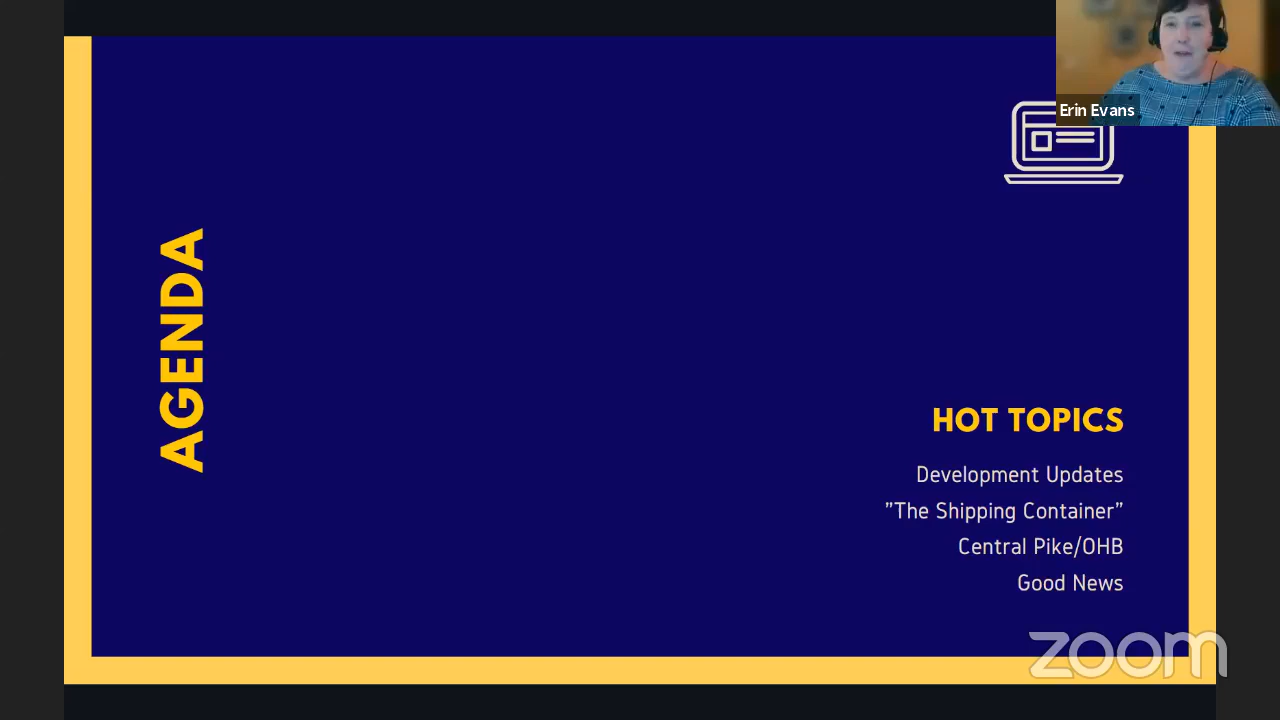 Erin Evans
AGENDA
HOT TOPICS
Development Updates
”The Shipping Container”
Central Pike/OHB
Good News
zoom